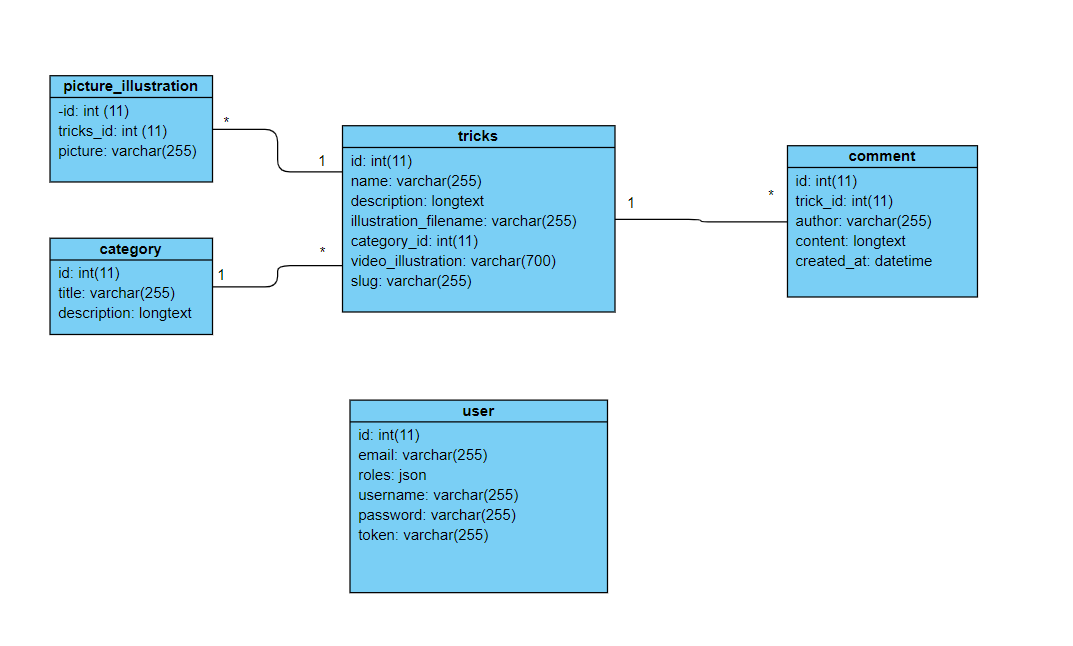 picture_illustration
-id: int (11)
tricks_id: int (11)
picture: varchar(255)
*
1
tricks
id: int(11)
name: varchar(255)
description: longtext
illustration_filename: varchar(255)
category_id: int(11)
video_illustration: varchar(700)
slug: varchar(255)
1
*
comment
id: int(11)
trick_id: int(11)
author: varchar(255)
content: longtext
created_at: datetime
category
id: int(11)
title: varchar(255)
description: longtext
1
*
user
id: int(11)
email: varchar(255)
roles: json
username: varchar(255)
password: varchar(255)
token: varchar(255)